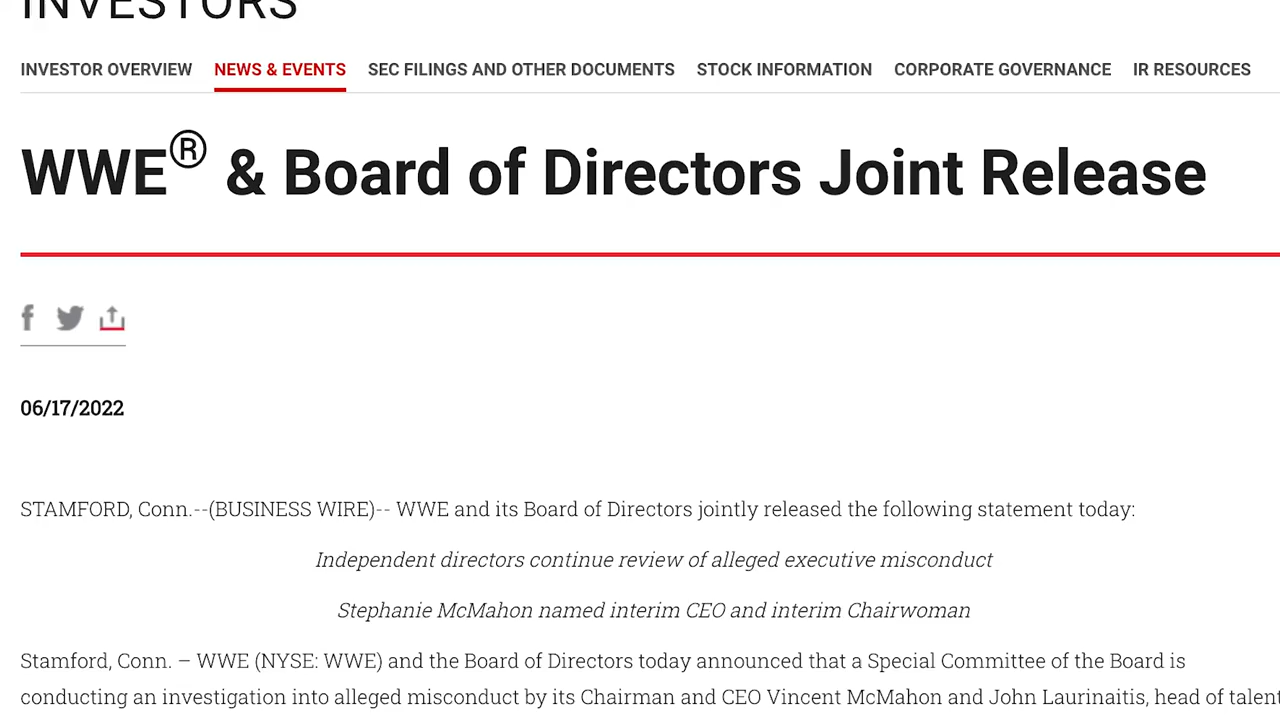 INVESTORS
INVESTOR OVERVIEW NEWS & EVENTS SEC FILINGS AND OTHER DOCUMENTS STOCK INFORMATION CORPORATE GOVERNANCE IR RESOURCES
WWE® & Board of Directors Joint Release
06/17/2022
STAMFORD, Conn.--(BUSINESS WIRE)-- WWE and its Board of Directors jointly released the following statement today:
Independent directors continue review of alleged executive misconduct
Stephanie McMahon named interim CEO and interim Chairwoman
Stamford, Conn. – WWE (NYSE: WWE) and the Board of Directors today announced that a Special Committee of the Board is
conducting an investigation into alleged misconduct by its Chairman and CEO Vincent McMahon and John Laurinaitis, head of talent